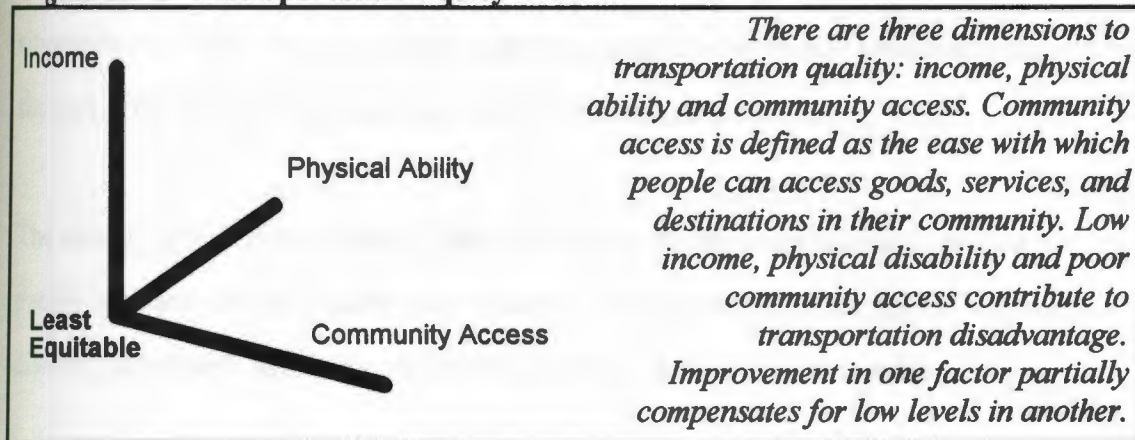 Income
Physical Ability
Least
Equitable
Community Access
There are three dimensions to
transportation quality: income, physical
ability and community access. Community
access is defined as the ease with which
people can access goods, services, and
destinations in their community. Low
income, physical disability and poor
community access contribute to
transportation disadvantage.
Improvement in one factor partially
compensates for low levels in another.